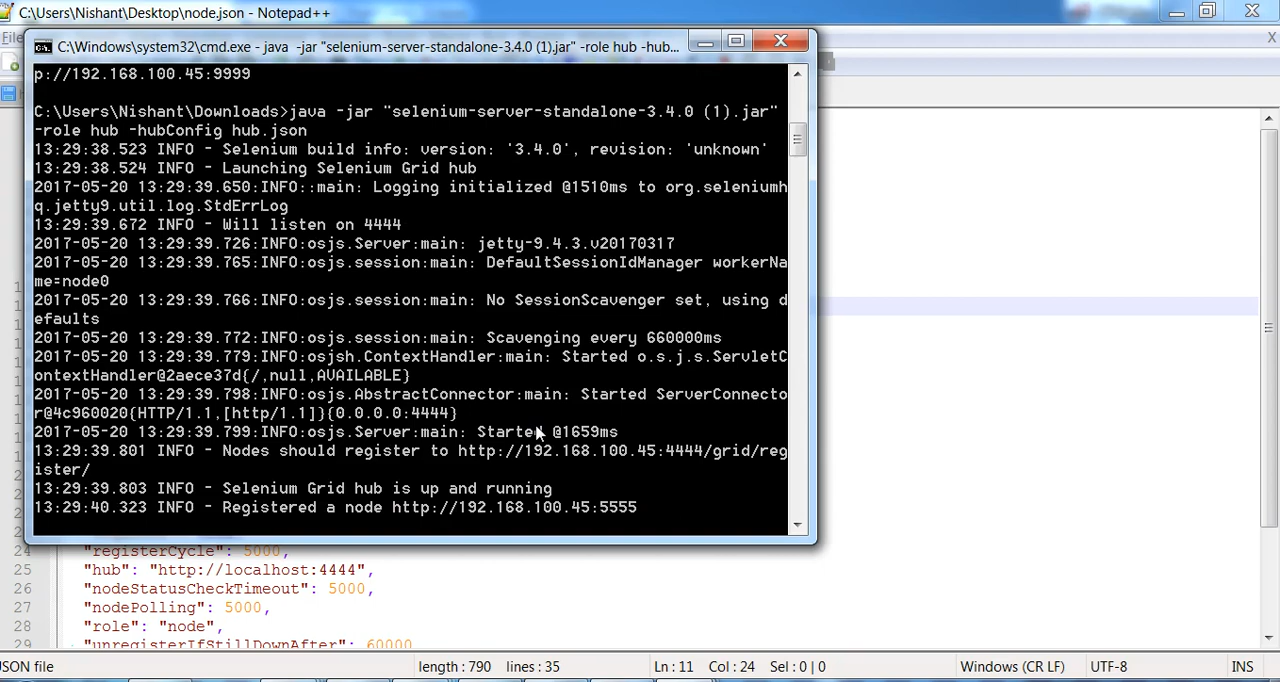 C:\Users\Nishant\Desktop\node.json - Notepad++
File
C:\Windows\system32\cmd.exe - java -jar "selenium-server-standalone-3.4.0 (1).jar" -role hub -hub...
p://192.168.100.45:9999
C:\Users\Nishant\Downloads>java -jar "selenium-server-standalone-3.4.0 (1).jar"
-role hub -hubConfig hub.json
13:29:38.523 INFO - Selenium build info: version: '3.4.0', revision: 'unknown'
13:29:38.524 INFO - Launching Selenium Grid hub
2017-05-20 13:29:39.650:INFO::main: Logging initialized @1510ms to org.seleniumh
q.jetty9.util.log.StdErrLog
13:29:39.672 INFO - Will listen on 4444
2017-05-20 13:29:39.726:INFO:osjs.Server:main: jetty-9.4.3.v20170317
2017-05-20 13:29:39.765:INFO:osjs.session:main: DefaultSessionIdManager workerNa
me=node0
2017-05-20 13:29:39.766:INFO:osjs.session:main: No SessionScavenger set, using d
efaults
2017-05-20 13:29:39.772:INFO:osjs.session:main: Scavenging every 660000ms
2017-05-20 13:29:39.779:INFO:osjsh.ContextHandler:main: Started o.s.j.s.ServletC
ontextHandler@2aece37d{/,null,AVAILABLE}
2017-05-20 13:29:39.798:INFO:osjs.AbstractConnector:main: Started ServerConnecto
r@4c960020{HTTP/1.1,[http/1.1]}{0.0.0.0:4444}
2017-05-20 13:29:39.799:INFO:osjs.Server:main: Started @1659ms
13:29:39.801 INFO - Nodes should register to http://192.168.100.45:4444/grid/reg
ister/
13:29:39.803 INFO - Selenium Grid hub is up and running
13:29:40.323 INFO - Registered a node http://192.168.100.45:5555
24 "registerCycle": 5000,
25 "hub": "http://localhost:4444",
26 "nodeStatusCheckTimeout": 5000,
27 "nodePolling": 5000,
28 "role": "node",
29 "unregisterIfStillDownAfter": 60000
JSON file length : 790 lines : 35 Ln : 11 Col : 24 Sel : 0 | 0 Windows (CR LF) UTF-8 INS